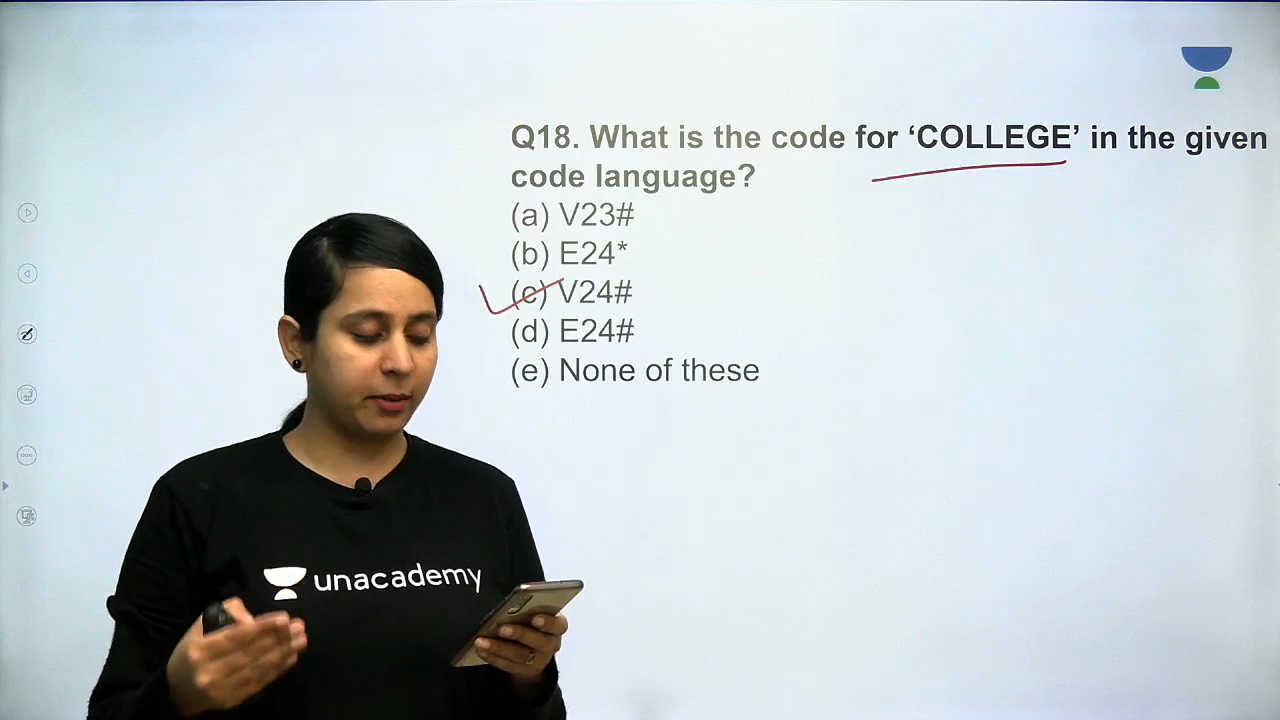 Q18. What is the code for ‘COLLEGE’ in the given
code language?
(a) V23#
(b) E24*
(c) V24#
(d) E24#
(e) None of these
unacademy